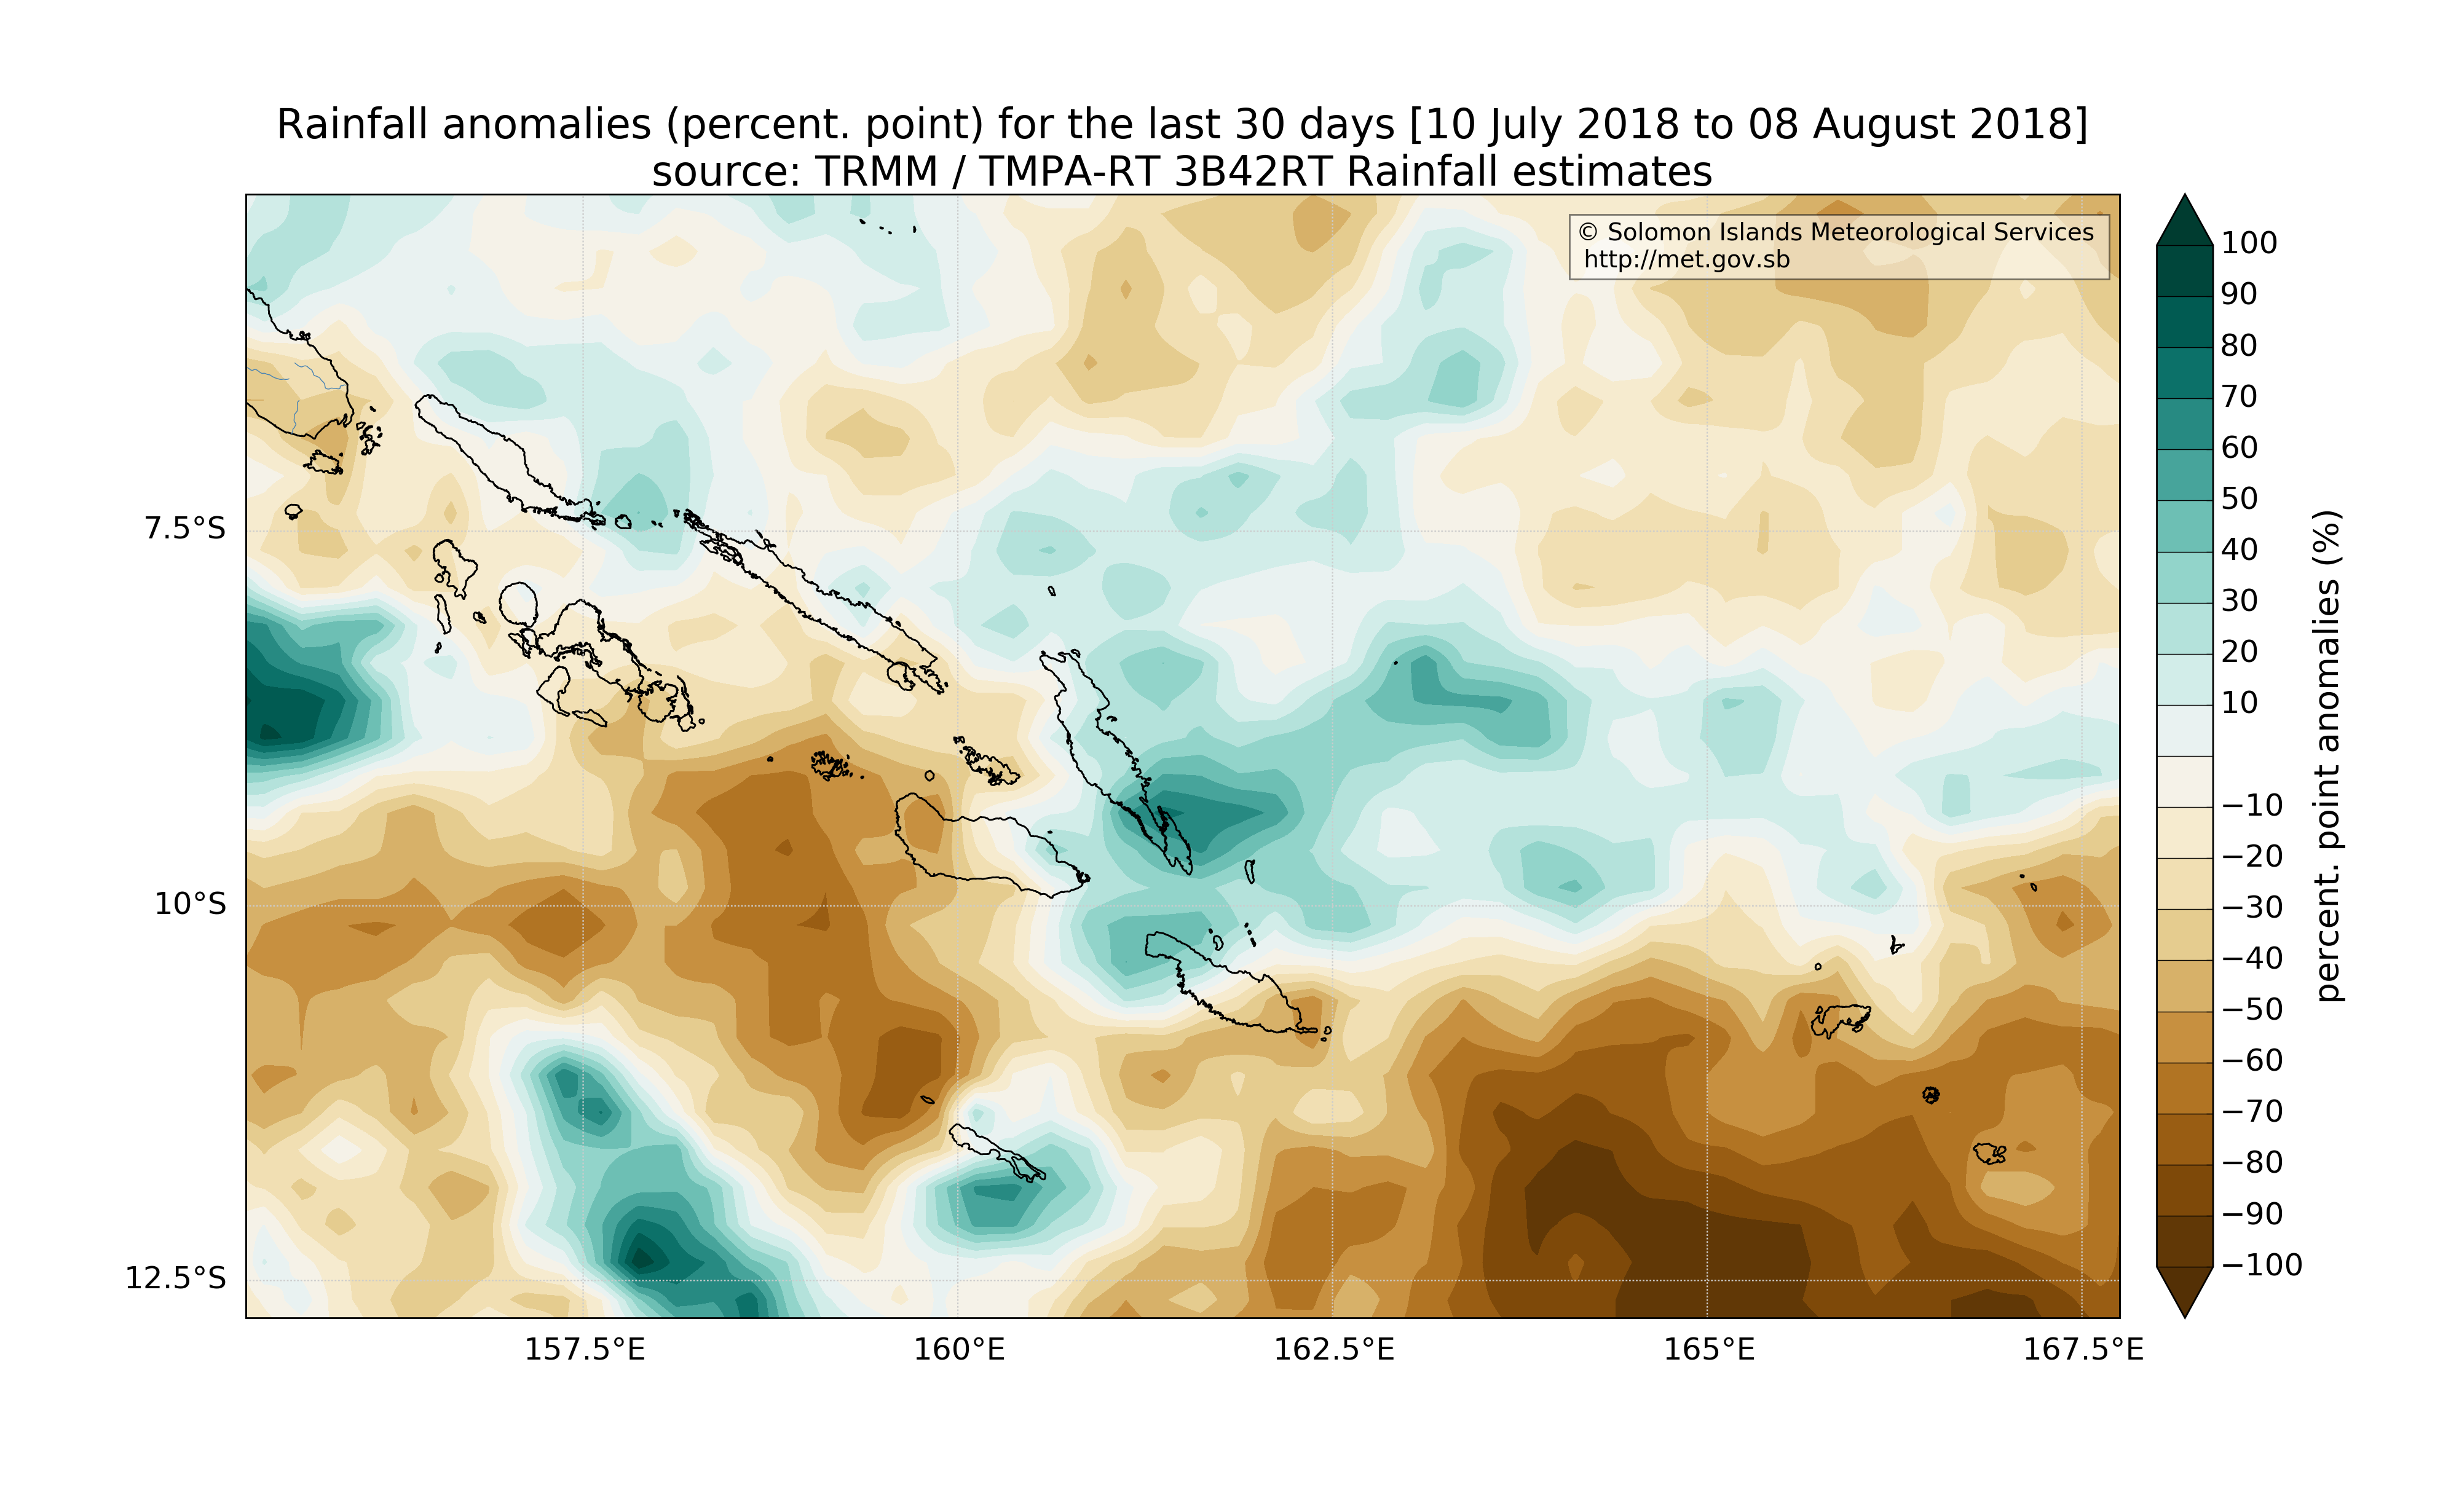 Rainfall anomalies (percent. point) for the last 30 days [10 July 2018 to 08 August 2018]
source: TRMM / TMPA-RT 3B42RT Rainfall estimates
© Solomon Islands Meteorological Services
http://met.gov.sb
7.5°S
10°S
12.5°S
157.5°E
160°E
162.5°E
165°E
167.5°E
100
90
80
70
60
50
40
30
20
10
−10
−20
−30
−40
−50
−60
−70
−80
−90
−100
percent. point anomalies (%)